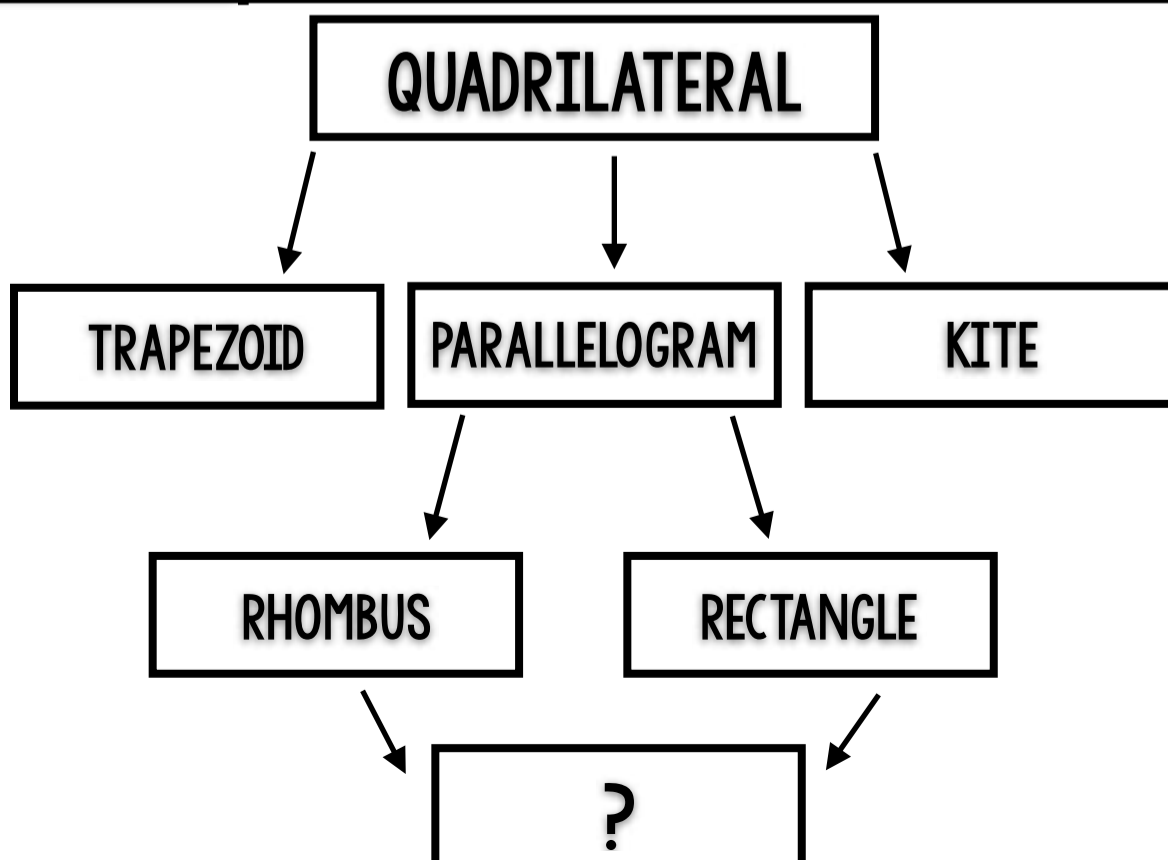 QUADRILATERAL
TRAPEZOID
PARALLELOGRAM
KITE
RHOMBUS
RECTANGLE
?